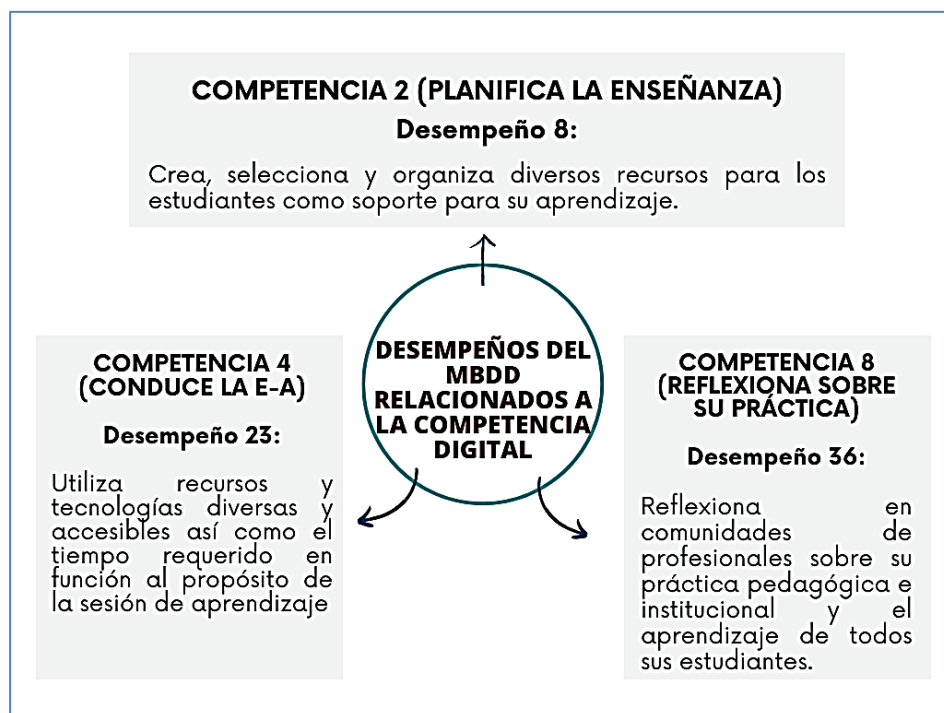 COMPETENCIA 2 (PLANIFICA LA ENSEÑANZA)
Desempeño 8:
Crea, selecciona y organiza diversos recursos para los
estudiantes como soporte para su aprendizaje.
DESEMPEÑOS DEL
MBDD
RELACIONADOS A
LA COMPETENCIA
DIGITAL
COMPETENCIA 4
(CONDUCE LA E-A)
Desempeño 23:
Utiliza recursos y
tecnologías diversas y
accesibles así como el
tiempo requerido en
función al propósito de
la sesión de aprendizaje
COMPETENCIA 8
(REFLEXIONA SOBRE
SU PRÁCTICA)
Desempeño 36:
Reflexiona en
comunidades de
profesionales sobre su
práctica pedagógica e
institucional y el
aprendizaje de todos
sus estudiantes.